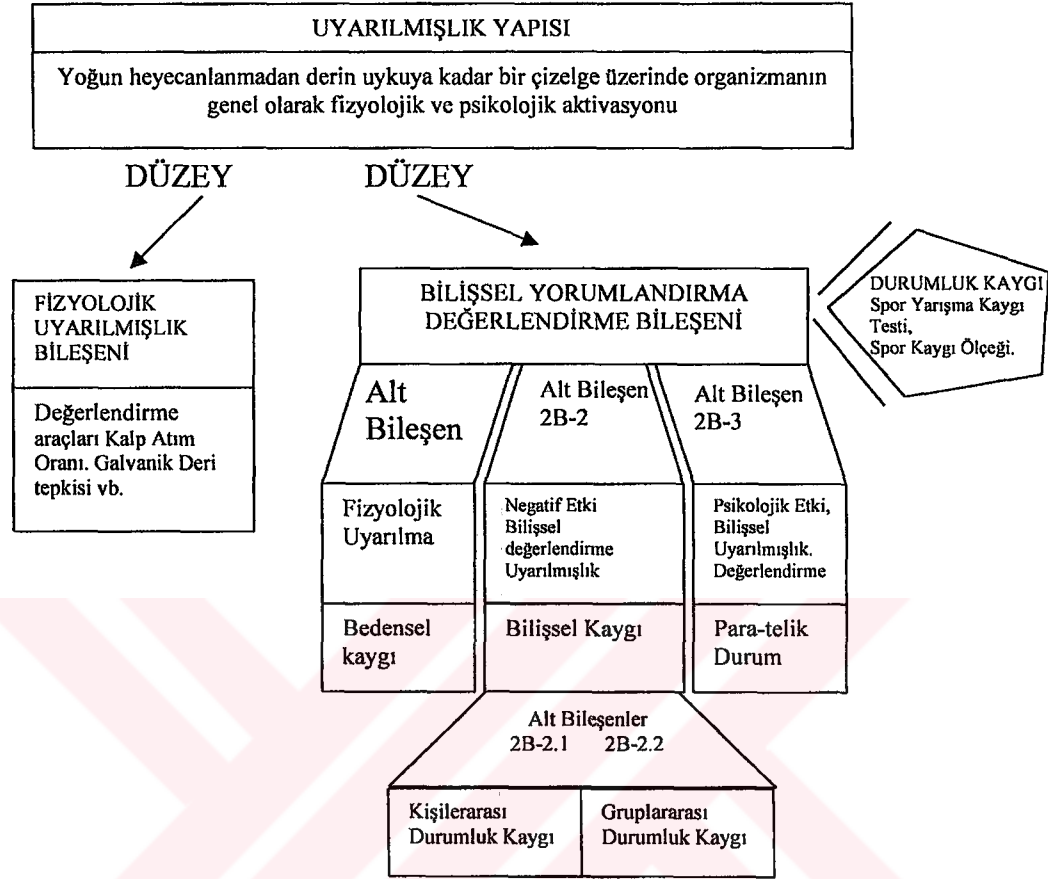 UYARILMIŞLIK YAPISI
Yoğun heyecanlanmadan derin uykuya kadar bir çizelge üzerinde organizmanın
genel olarak fizyolojik ve psikolojik aktivasyonu
DÜZEY
DÜZEY
FİZYOLOJİK
UYARILMIŞLIK
BİLEŞENİ
Değerlendirme
araçları Kalp Atım
Oranı. Galvanik Deri
tepkisi vb.
BİLİŞSEL YORUMLANDIRMA
DEĞERLENDİRME BİLEŞENİ
DURUMLUK KAYGI
Spor Yarışma Kaygı
Testi,
Spor Kaygı Ölçeği.
Alt
Bileşen
Alt Bileşen
2B-2
Alt Bileşen
2B-3
Fizyolojik
Uyarılma
Negatif Etki
Bilişsel
değerlendirme
Uyarılmışlık
Psikolojik Etki,
Bilişsel
Uyarılmışlık.
Değerlendirme
Bedensel
kaygı
Bilişsel Kaygı
Para-telik
Durum
Alt Bileşenler
2B-2.1 2B-2.2
Kişilerarası
Durumluk Kaygı
Gruplararası
Durumluk Kaygı